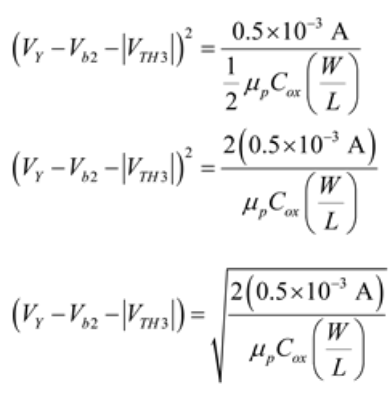 (V_Y − V_b2 − |V_TH3|)² = 0.5×10⁻³ A / (1/2 μ_p C_ox (W/L))
(V_Y − V_b2 − |V_TH3|)² = 2(0.5×10⁻³ A) / (μ_p C_ox (W/L))
(V_Y − V_b2 − |V_TH3|) = √(2(0.5×10⁻³ A) / (μ_p C_ox (W/L)))